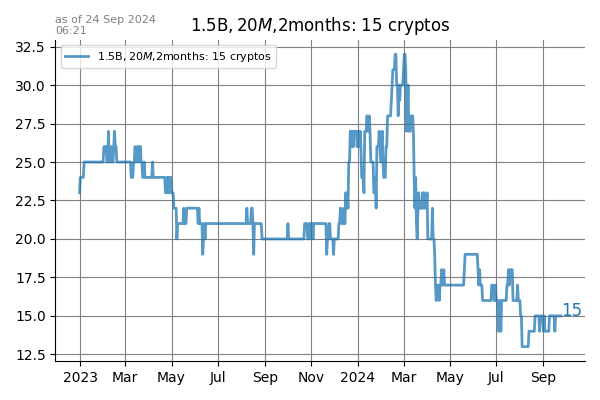 as of 24 Sep 2024
06:21
1.5B, 20M,2months: 15 cryptos
1.5B, 20M,2months: 15 cryptos
32.5
30.0
27.5
25.0
22.5
20.0
17.5
15.0
12.5
15
2023 Mar May Jul Sep Nov 2024 Mar May Jul Sep